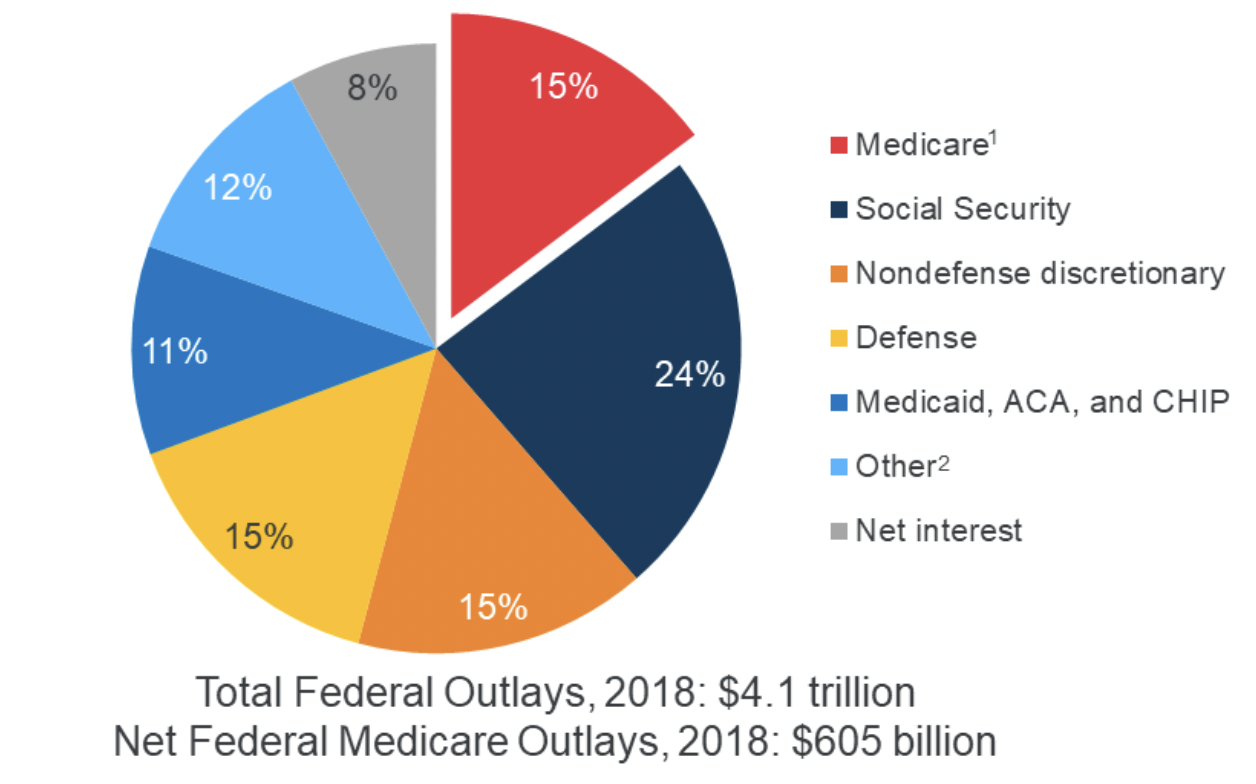 8%
15%
12%
11%
24%
15%
15%
Medicare¹
Social Security
Nondefense discretionary
Defense
Medicaid, ACA, and CHIP
Other²
Net interest
Total Federal Outlays, 2018: $4.1 trillion
Net Federal Medicare Outlays, 2018: $605 billion